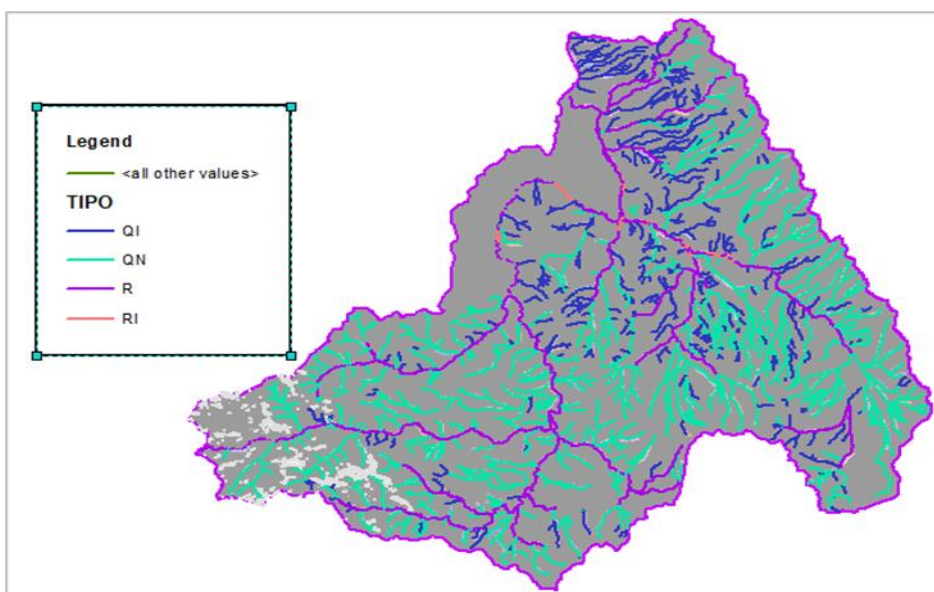 Legend
<all other values>
TIPO
QI
QN
R
RI